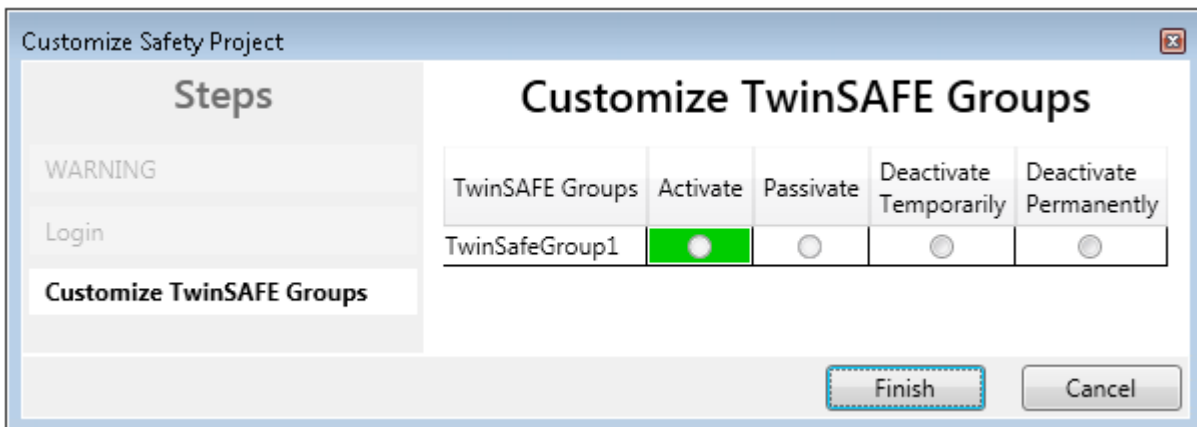 Customize Safety Project
Steps
WARNING
Login
Customize TwinSAFE Groups
Customize TwinSAFE Groups
TwinSAFE Groups Activate Passivate Deactivate Temporarily Deactivate Permanently
TwinSafeGroup1
Finish Cancel